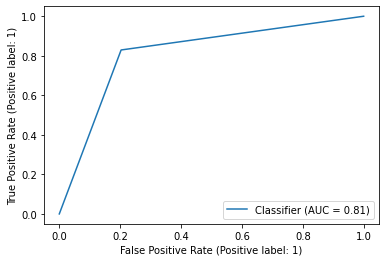 True Positive Rate (Positive label: 1)
1.0
0.8
0.6
0.4
0.2
0.0
Classifier (AUC = 0.81)
0.0 0.2 0.4 0.6 0.8 1.0
False Positive Rate (Positive label: 1)